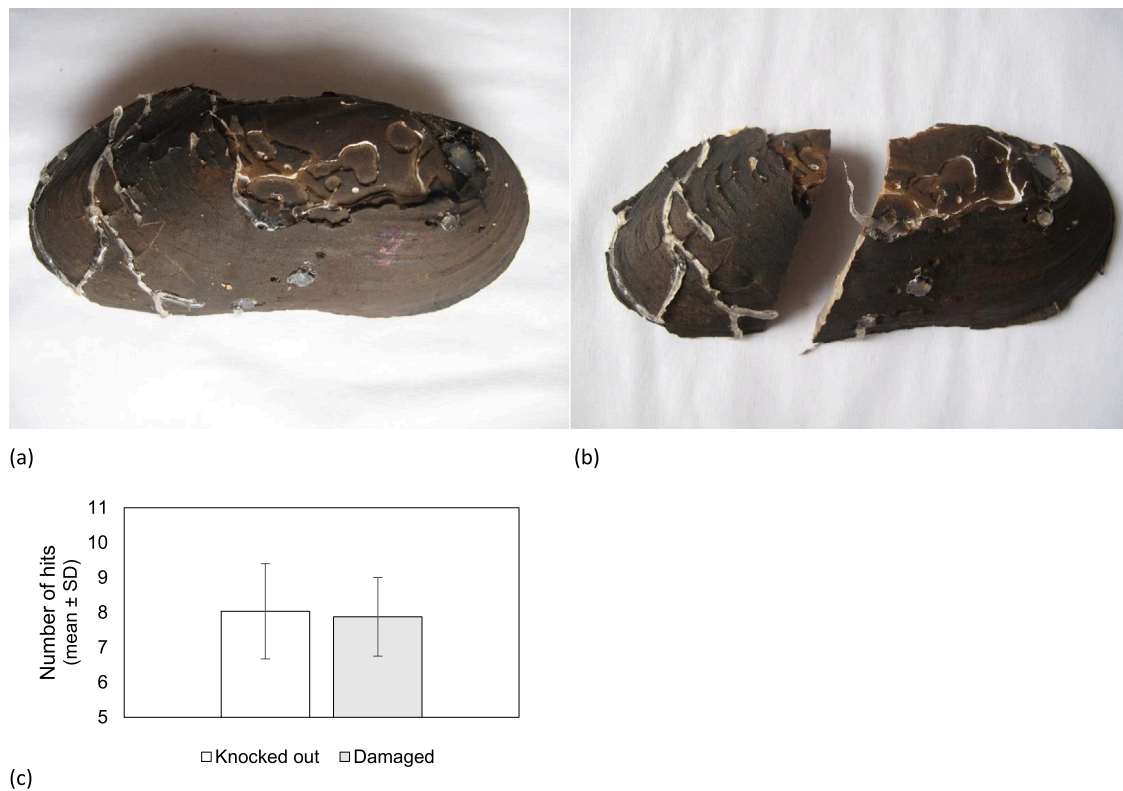 (a)
(b)
11
10
9
8
7
6
5
Number of hits
(mean ± SD)
Knocked out
Damaged
(c)